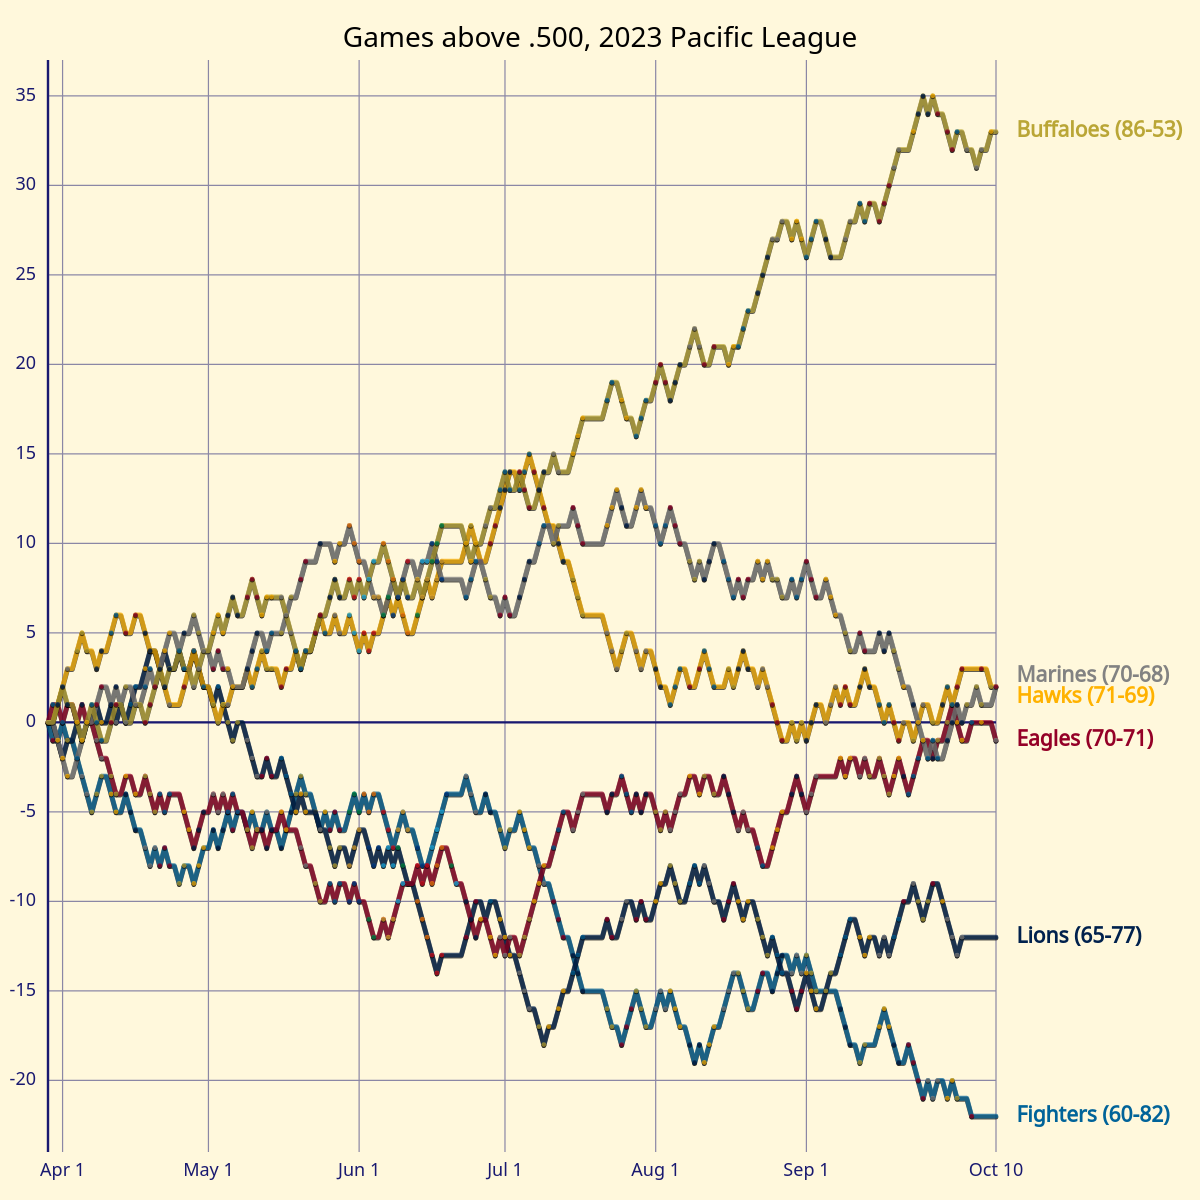 Games above .500, 2023 Pacific League
35
30
25
20
15
10
5
0
-5
-10
-15
-20
Buffaloes (86-53)
Marines (70-68)
Hawks (71-69)
Eagles (70-71)
Lions (65-77)
Fighters (60-82)
Apr 1 May 1 Jun 1 Jul 1 Aug 1 Sep 1 Oct 10